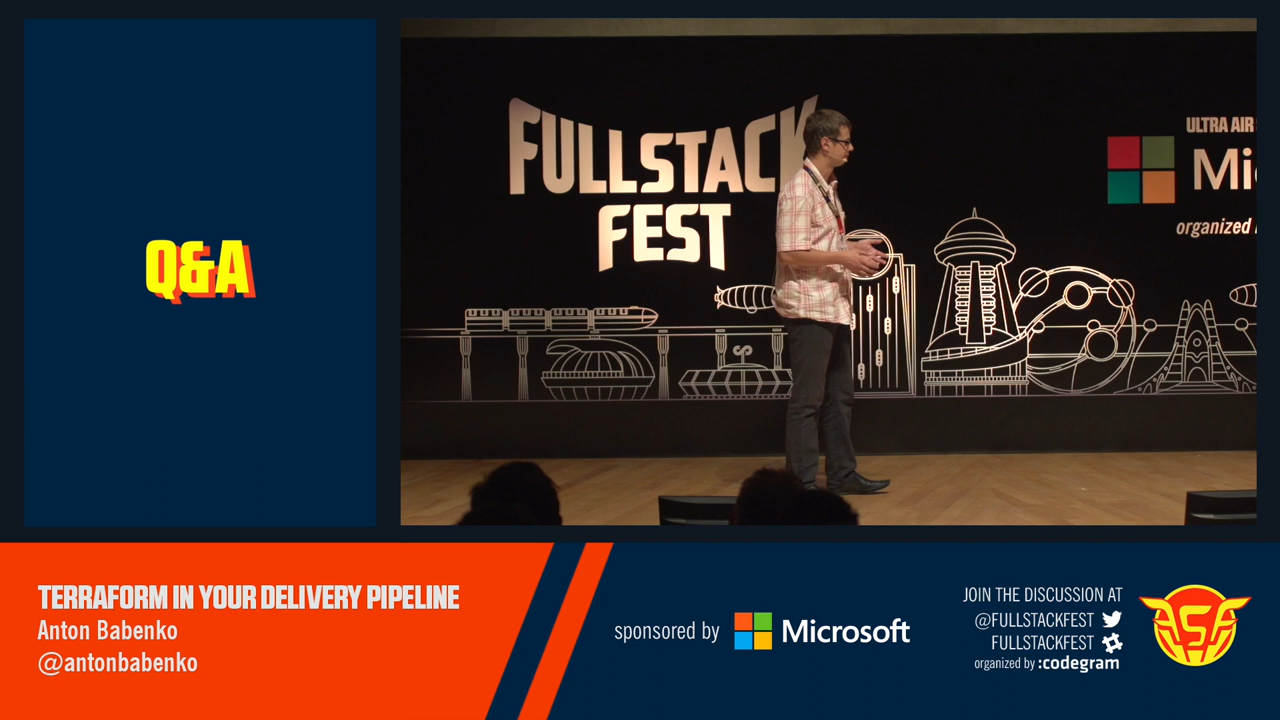 Q&A
FULLSTACK
FEST
ULTRA AIR
organized
TERRAFORM IN YOUR DELIVERY PIPELINE
Anton Babenko
@antonbabenko
sponsored by Microsoft
JOIN THE DISCUSSION AT
@FULLSTACKFEST
FULLSTACKFEST
organized by :codegram
FSF